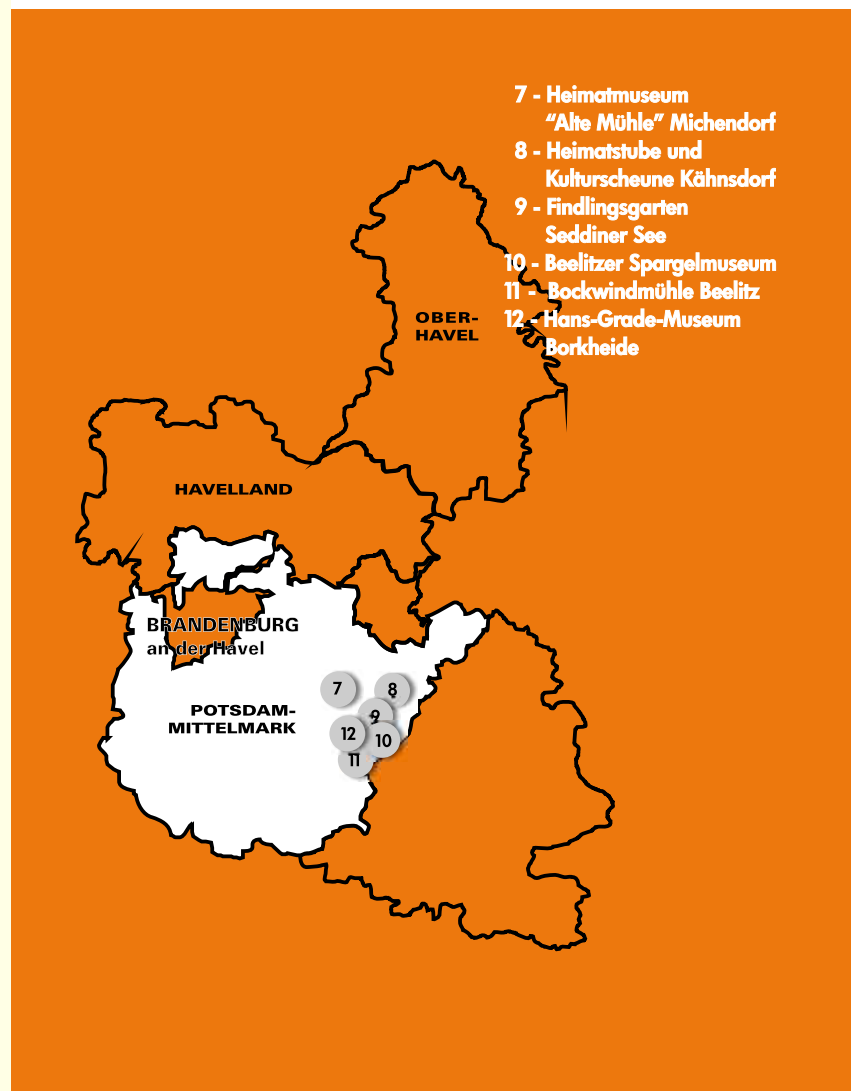 7 - Heimatmuseum
“Alte Mühle” Michendorf
8 - Heimatstube und
Kulturscheune Kähnsdorf
9 - Findlingsgarten
Seddiner See
10 - Beelitzer Spargelmuseum
11 - Bockwindmühle Beelitz
12 - Hans-Grade-Museum
Borkheide
OBER-
HAVEL
HAVELLAND
BRANDENBURG
an der Havel
POTSDAM-
MITTELMARK
7
8
9
12
10
11